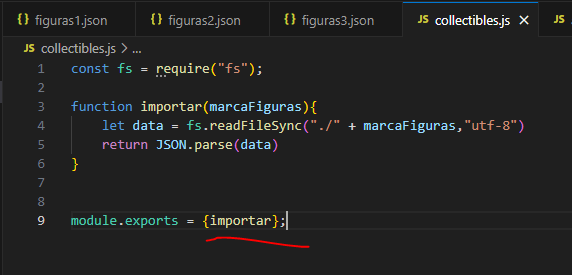 {} figuras1.json {} figuras2.json {} figuras3.json JS collectibles.js ×
JS collectibles.js > ...
1 const fs = require("fs");
2
3 function importar(marcaFiguras){
4 let data = fs.readFileSync("./" + marcaFiguras,"utf-8")
5 return JSON.parse(data)
6 }
7
8
9 module.exports = {importar};